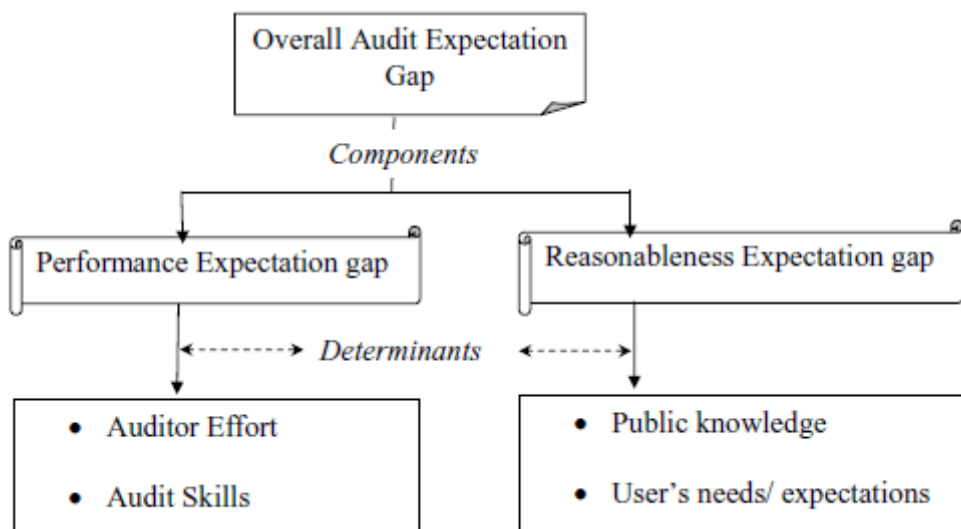 Overall Audit Expectation
Gap
Components
Performance Expectation gap
Reasonableness Expectation gap
Determinants
• Auditor Effort
• Audit Skills
• Public knowledge
• User's needs/ expectations